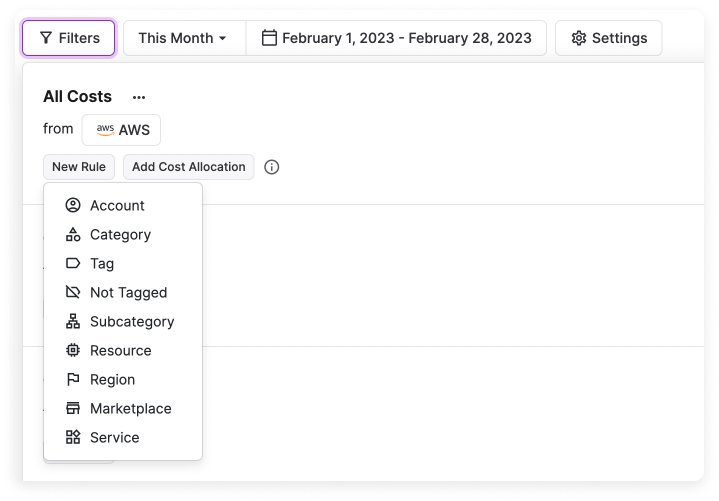 Filters This Month February 1, 2023 - February 28, 2023 Settings
All Costs ...
from aws AWS
New Rule Add Cost Allocation
Account
Category
Tag
Not Tagged
Subcategory
Resource
Region
Marketplace
Service